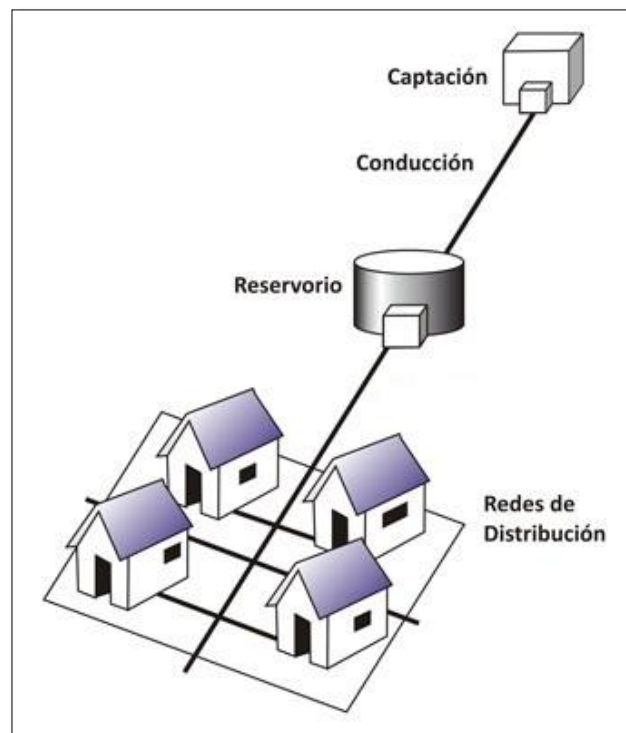 Captación
Conducción
Reservorio
Redes de
Distribución